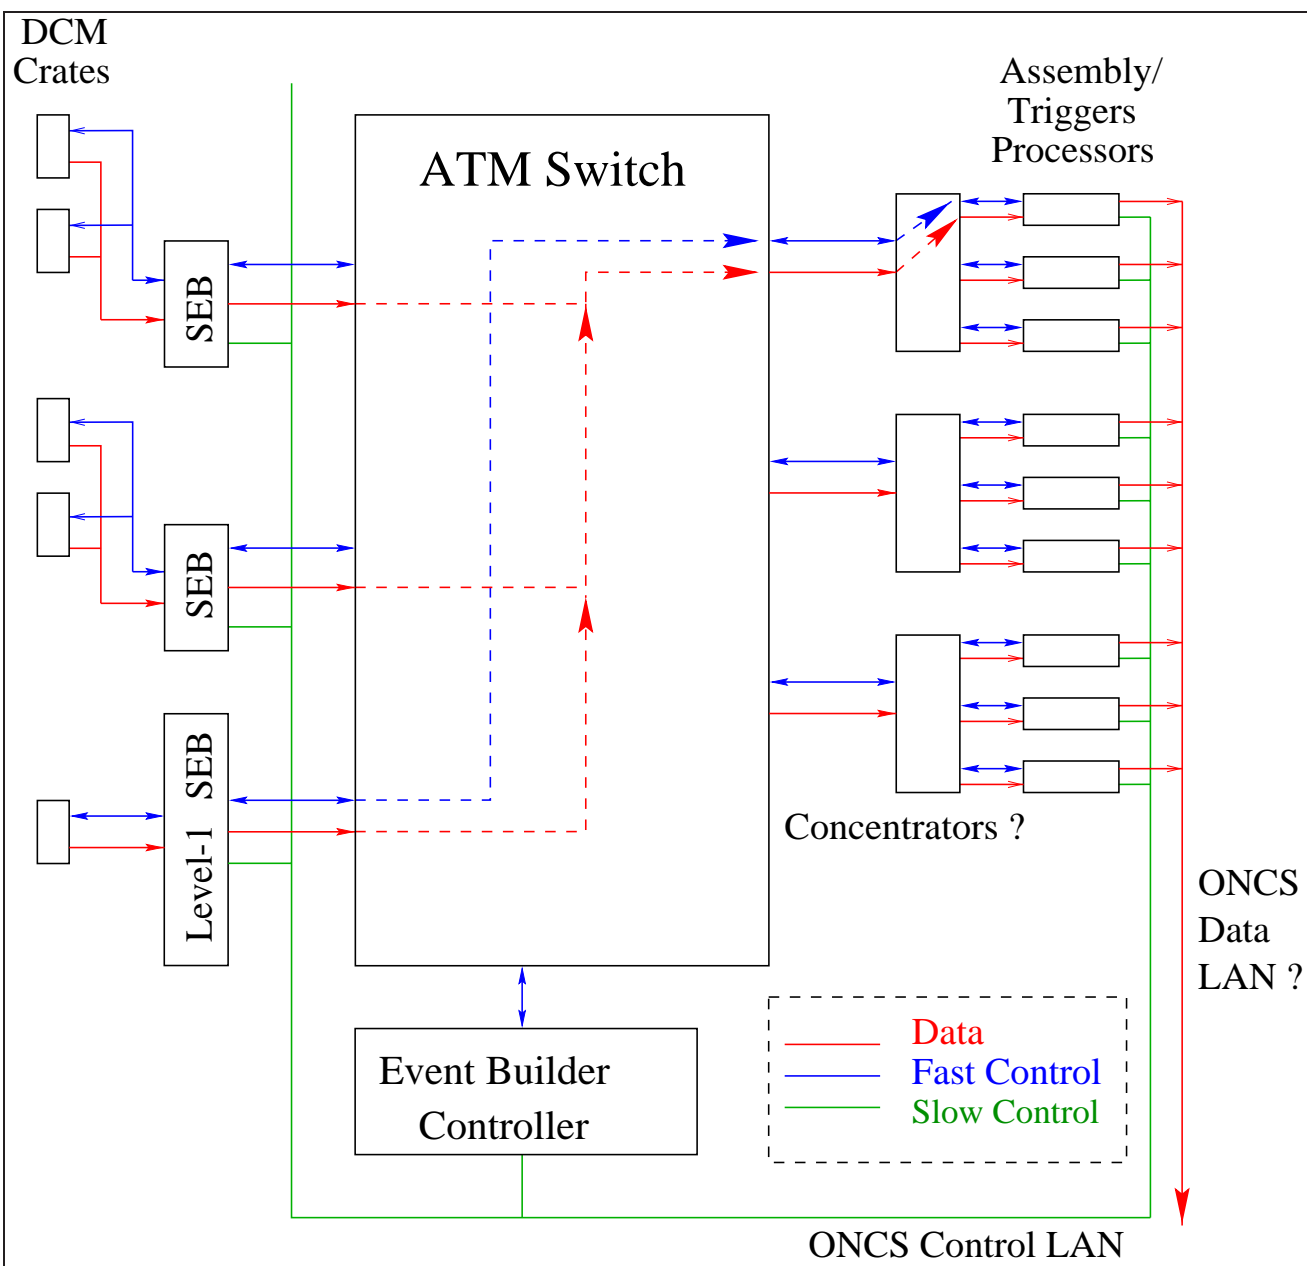 DCM
Crates
Assembly/
Triggers
Processors
ATM Switch
SEB
SEB
Level-1 SEB
Concentrators ?
ONCS
Data
LAN ?
Event Builder
Controller
Data
Fast Control
Slow Control
ONCS Control LAN